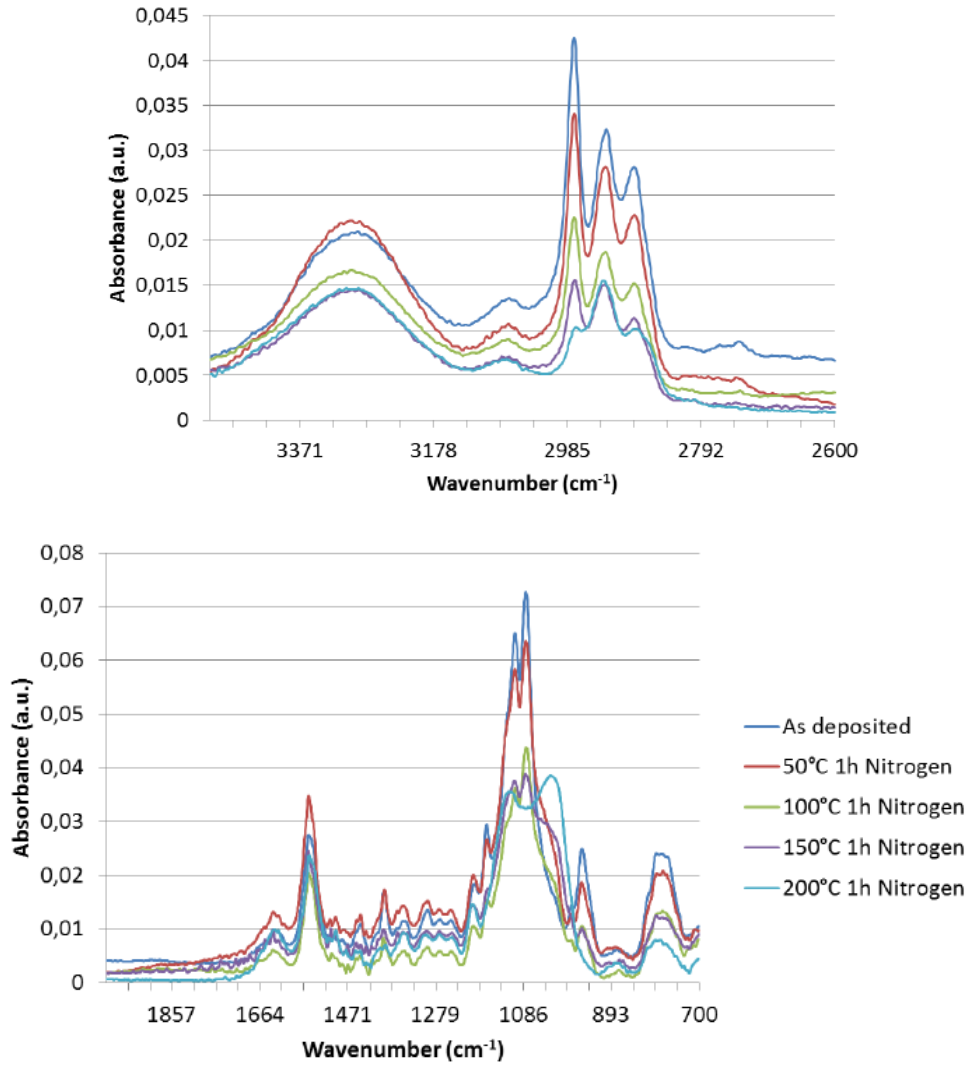 0,045
0,04
0,035
0,03
0,025
0,02
0,015
0,01
0,005
0
Absorbance (a.u.)
3371 3178 2985 2792 2600
Wavenumber (cm⁻¹)
0,08
0,07
0,06
0,05
0,04
0,03
0,02
0,01
0
Absorbance (a.u.)
1857 1664 1471 1279 1086 893 700
Wavenumber (cm⁻¹)
As deposited
50°C 1h Nitrogen
100°C 1h Nitrogen
150°C 1h Nitrogen
200°C 1h Nitrogen